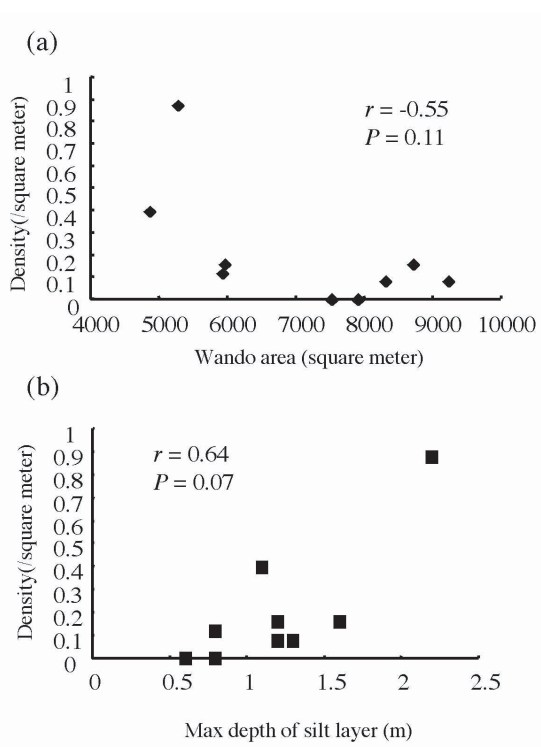 (a)
1
0.9
0.8
0.7
0.6
0.5
0.4
0.3
0.2
0.1
0
Density(/square meter)
r = -0.55
P = 0.11
4000 5000 6000 7000 8000 9000 10000
Wando area (square meter)
(b)
1
0.9
0.8
0.7
0.6
0.5
0.4
0.3
0.2
0.1
0
Density(/square meter)
r = 0.64
P = 0.07
0 0.5 1 1.5 2 2.5
Max depth of silt layer (m)